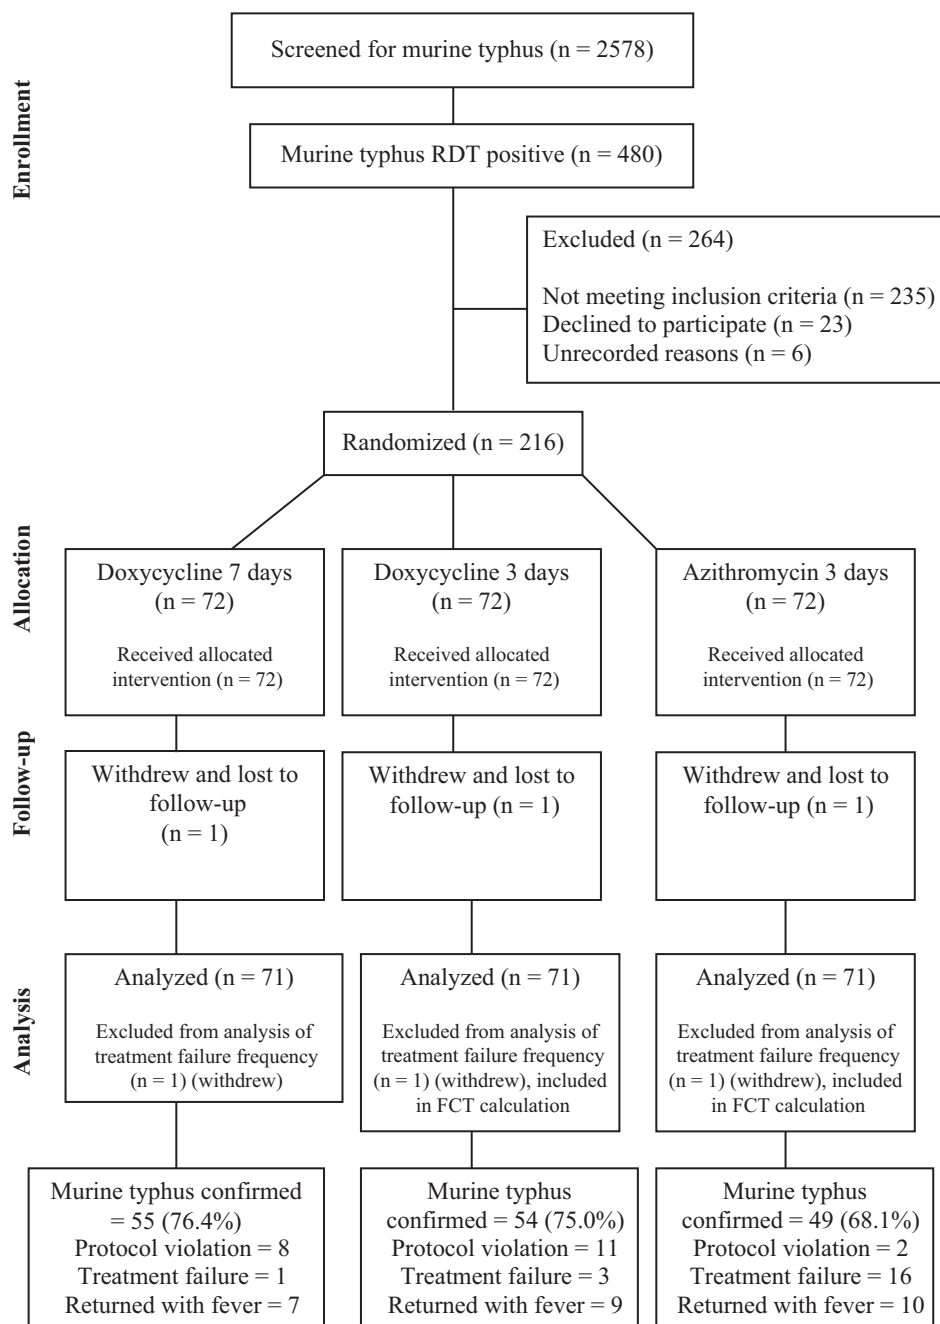 Enrollment
Screened for murine typhus (n = 2578)
Murine typhus RDT positive (n = 480)
Excluded (n = 264)
Not meeting inclusion criteria (n = 235)
Declined to participate (n = 23)
Unrecorded reasons (n = 6)
Randomized (n = 216)
Allocation
Doxycycline 7 days
(n = 72)
Received allocated
intervention (n = 72)
Doxycycline 3 days
(n = 72)
Received allocated
intervention (n = 72)
Azithromycin 3 days
(n = 72)
Received allocated
intervention (n = 72)
Follow-up
Withdrew and lost to
follow-up
(n = 1)
Withdrew and lost to
follow-up (n = 1)
Withdrew and lost to
follow-up (n = 1)
Analysis
Analyzed (n = 71)
Excluded from analysis of
treatment failure frequency
(n = 1) (withdrew)
Analyzed (n = 71)
Excluded from analysis of
treatment failure frequency
(n = 1) (withdrew), included
in FCT calculation
Analyzed (n = 71)
Excluded from analysis of
treatment failure frequency
(n = 1) (withdrew), included
in FCT calculation
Murine typhus confirmed
= 55 (76.4%)
Protocol violation = 8
Treatment failure = 1
Returned with fever = 7
Murine typhus
confirmed = 54 (75.0%)
Protocol violation = 11
Treatment failure = 3
Returned with fever = 9
Murine typhus
confirmed = 49 (68.1%)
Protocol violation = 2
Treatment failure = 16
Returned with fever = 10